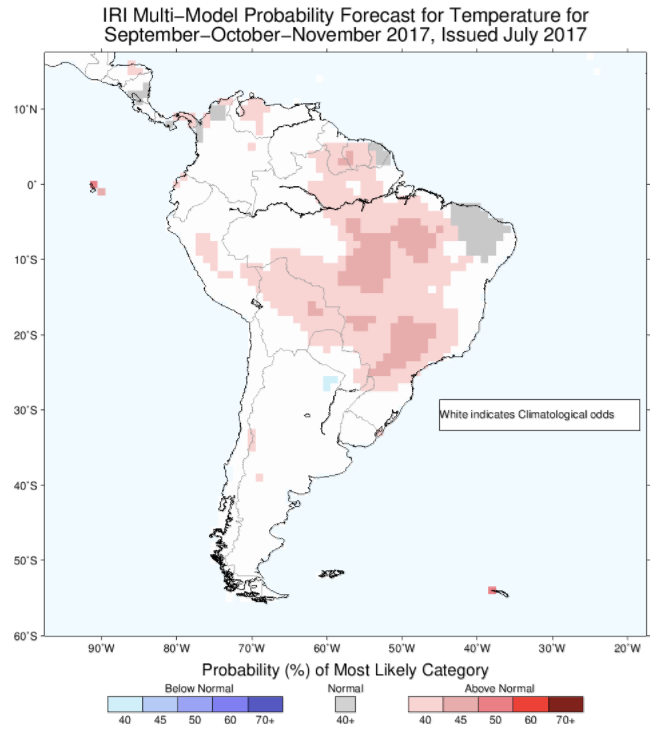 IRI Multi−Model Probability Forecast for Temperature for
September−October−November 2017, Issued July 2017
10˚N
0˚
10˚S
20˚S
30˚S
40˚S
50˚S
60˚S
White indicates Climatological odds
90˚W 80˚W 70˚W 60˚W 50˚W 40˚W 30˚W 20˚W
Probability (%) of Most Likely Category
Below Normal Normal Above Normal
40 45 50 60 70+ 40+ 40 45 50 60 70+